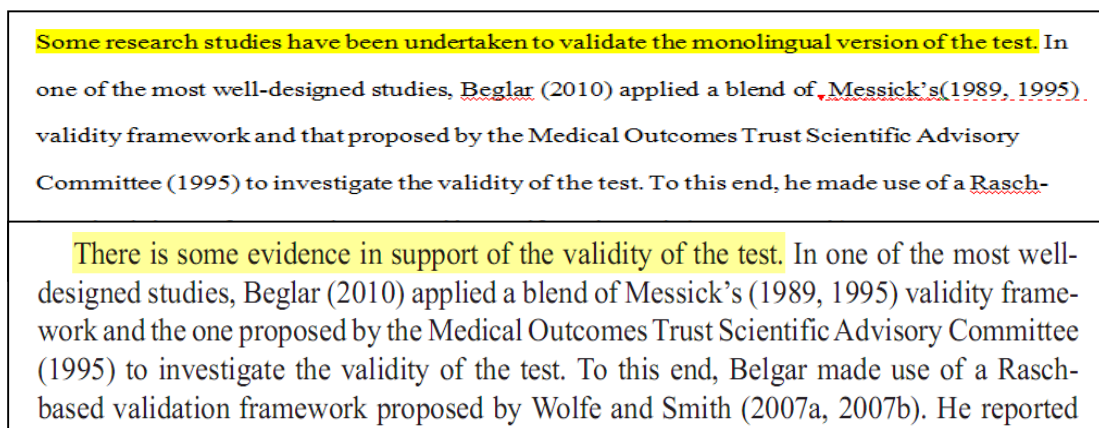 Some research studies have been undertaken to validate the monolingual version of the test. In
one of the most well-designed studies, Beglar (2010) applied a blend of Messick's(1989, 1995)
validity framework and that proposed by the Medical Outcomes Trust Scientific Advisory
Committee (1995) to investigate the validity of the test. To this end, he made use of a Rasch-
There is some evidence in support of the validity of the test. In one of the most well-
designed studies, Beglar (2010) applied a blend of Messick's (1989, 1995) validity frame-
work and the one proposed by the Medical Outcomes Trust Scientific Advisory Committee
(1995) to investigate the validity of the test. To this end, Belgar made use of a Rasch-
based validation framework proposed by Wolfe and Smith (2007a, 2007b). He reported